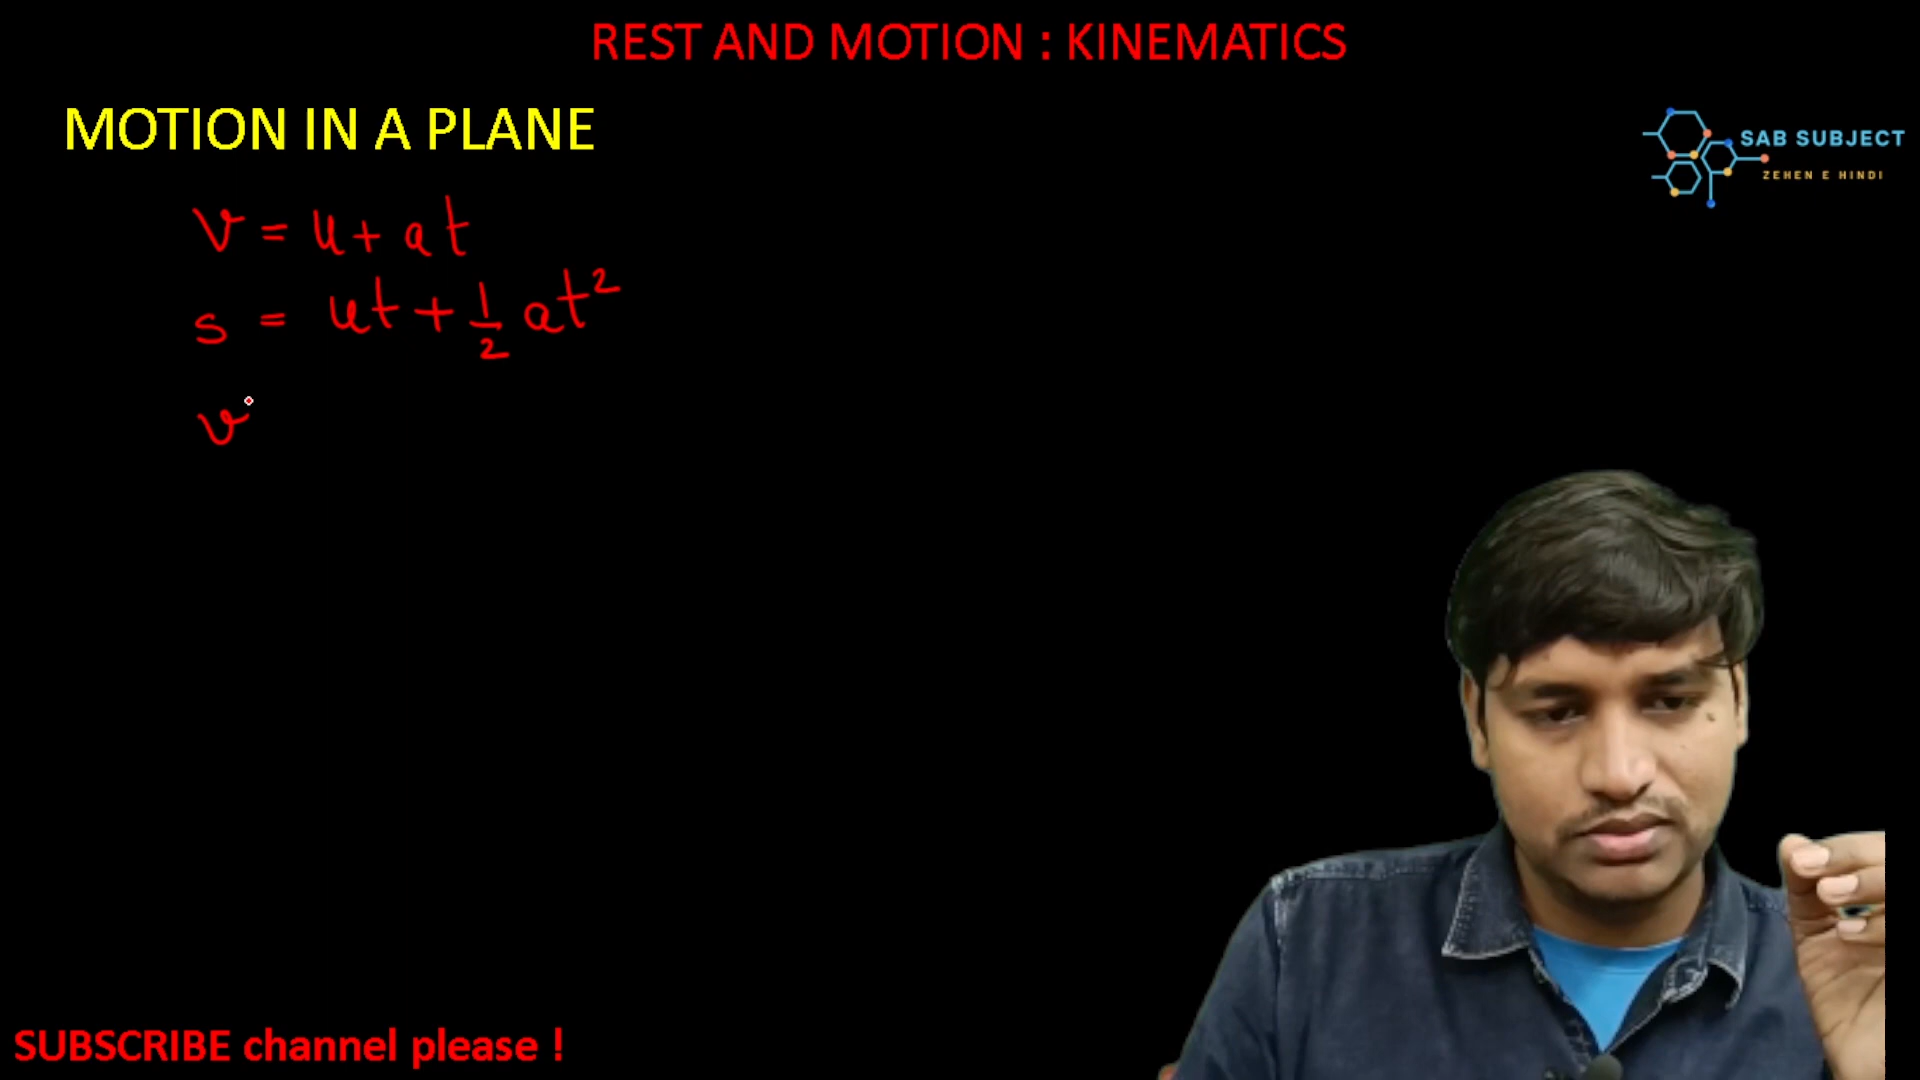 REST AND MOTION : KINEMATICS
MOTION IN A PLANE
SAB SUBJECT
ZEHEN E HINDI
v = u + at
s = ut + 1/2 at²
v
SUBSCRIBE channel please !